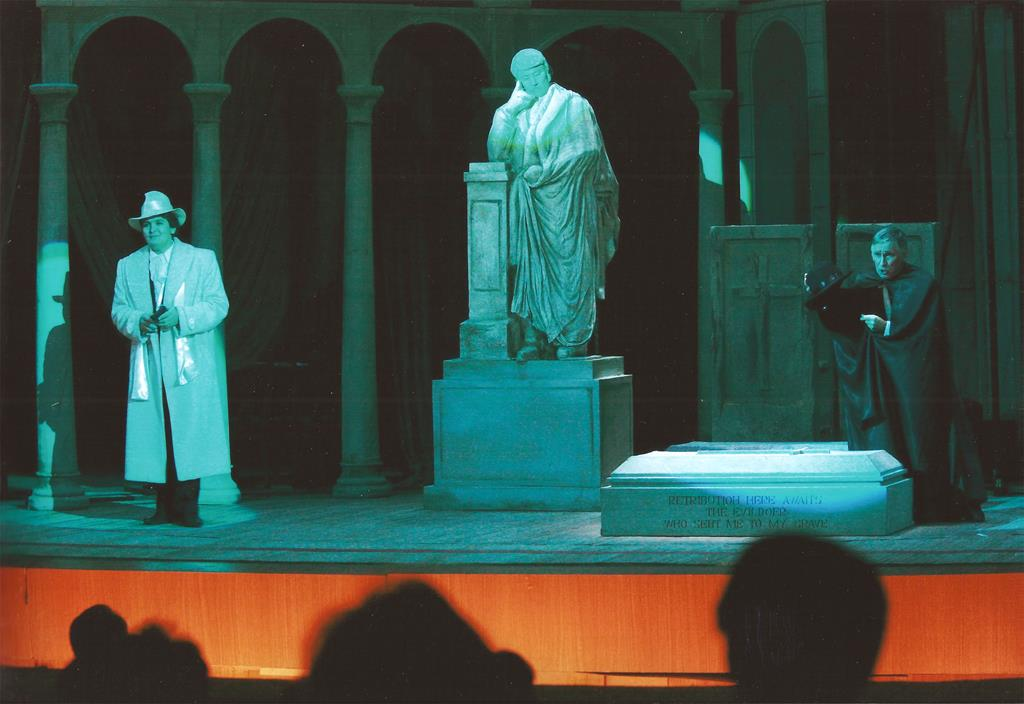 RETRIBUTION HERE AWAITS
THE EVILDOER
WHO SENT ME TO MY GRAVE